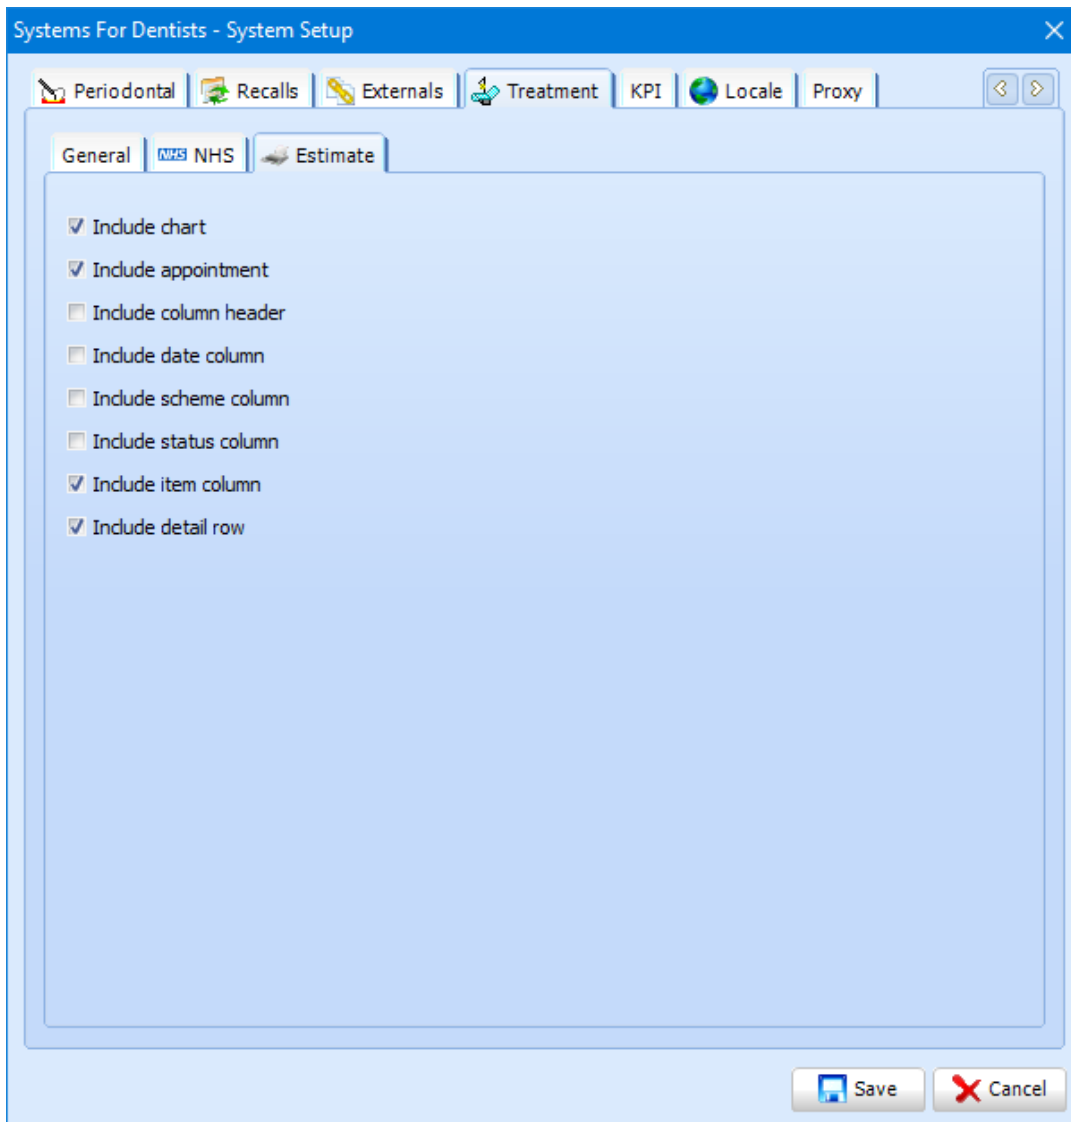 Systems For Dentists - System Setup
Periodontal Recalls Externals Treatment KPI Locale Proxy
General NHS NHS Estimate
Include chart
Include appointment
Include column header
Include date column
Include scheme column
Include status column
Include item column
Include detail row
Save Cancel